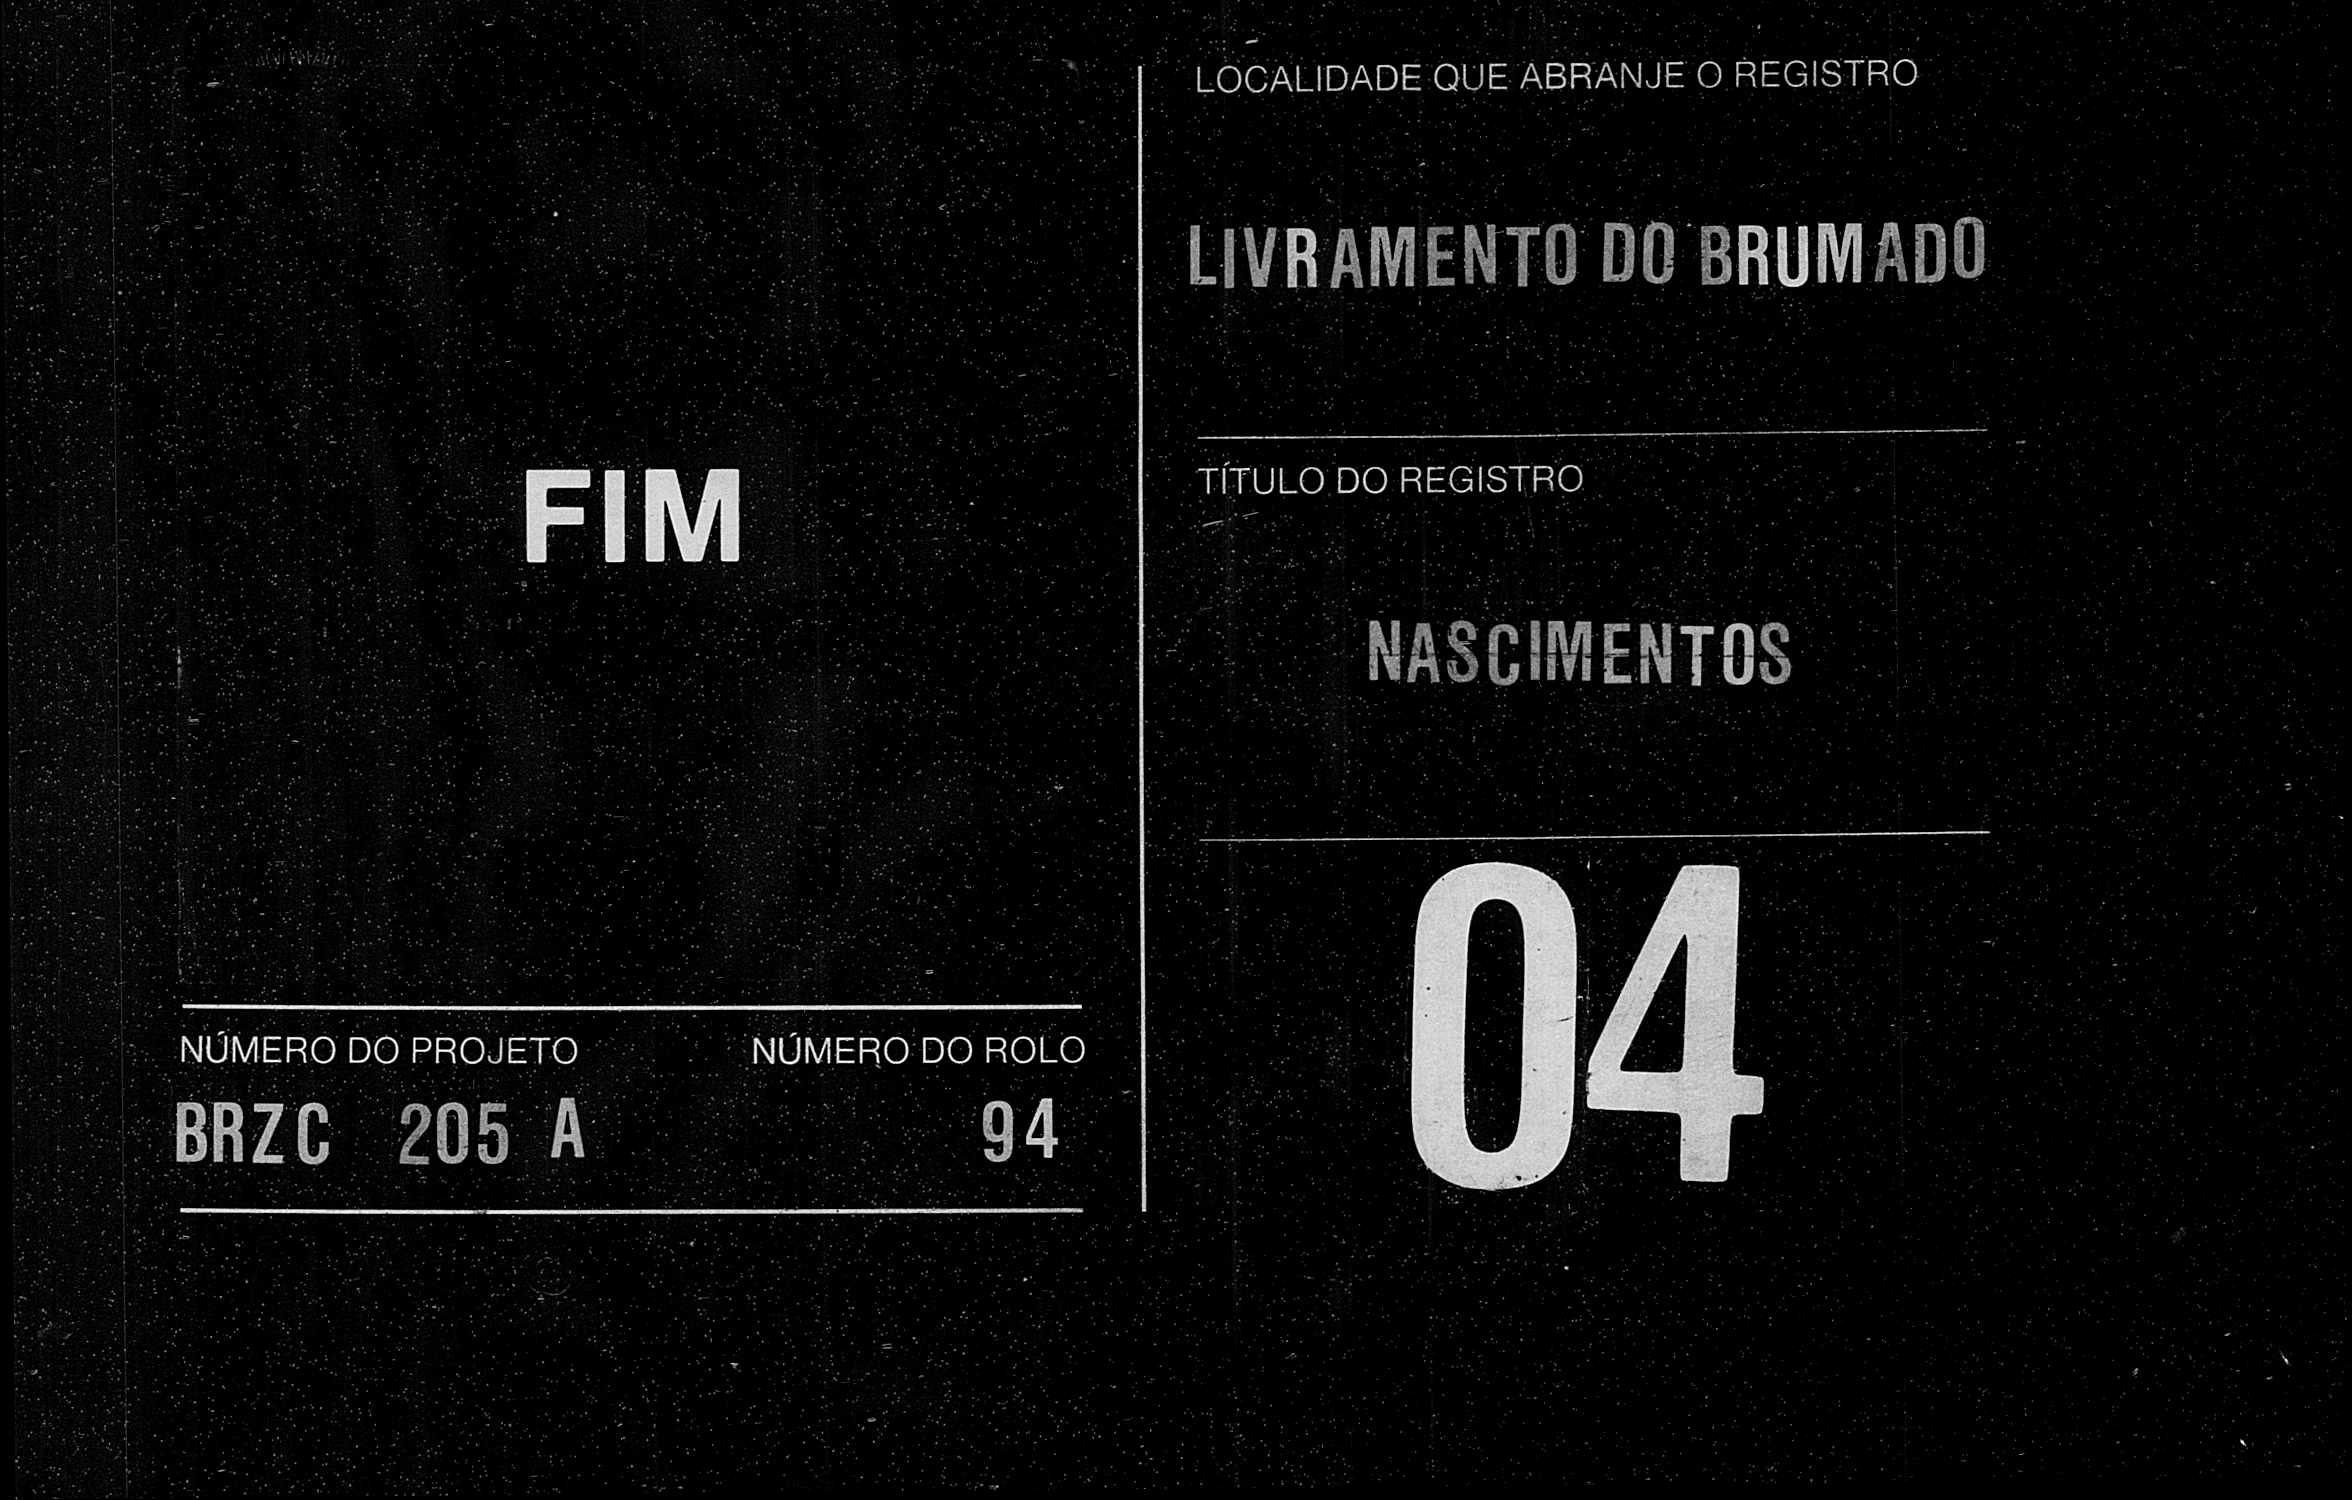 FIM
NÚMERO DO PROJETO
BRZC 205 A
NÚMERO DO ROLO
94
LOCALIDADE QUE ABRANJE O REGISTRO
LIVRAMENTO DO BRUMADO
TÍTULO DO REGISTRO
NASCIMENTOS
04